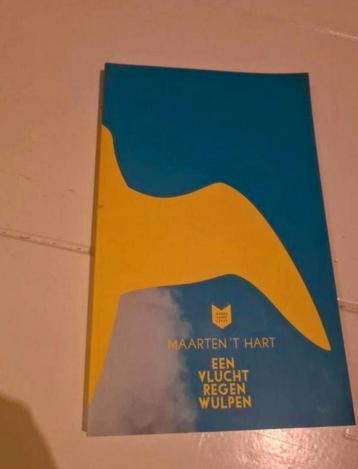 MAARTEN 'T HART
EEN
VLUCHT
REGEN
WULPEN